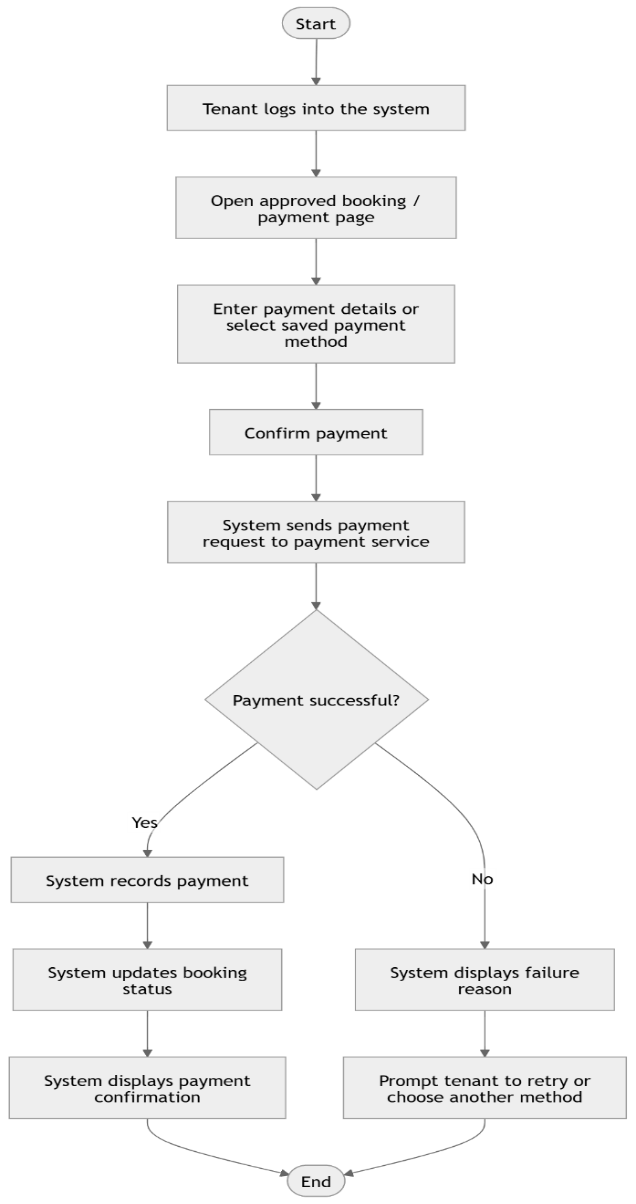 Start
Tenant logs into the system
Open approved booking /
payment page
Enter payment details or
select saved payment
method
Confirm payment
System sends payment
request to payment service
Payment successful?
Yes
System records payment
System updates booking
status
System displays payment
confirmation
No
System displays failure
reason
Prompt tenant to retry or
choose another method
End